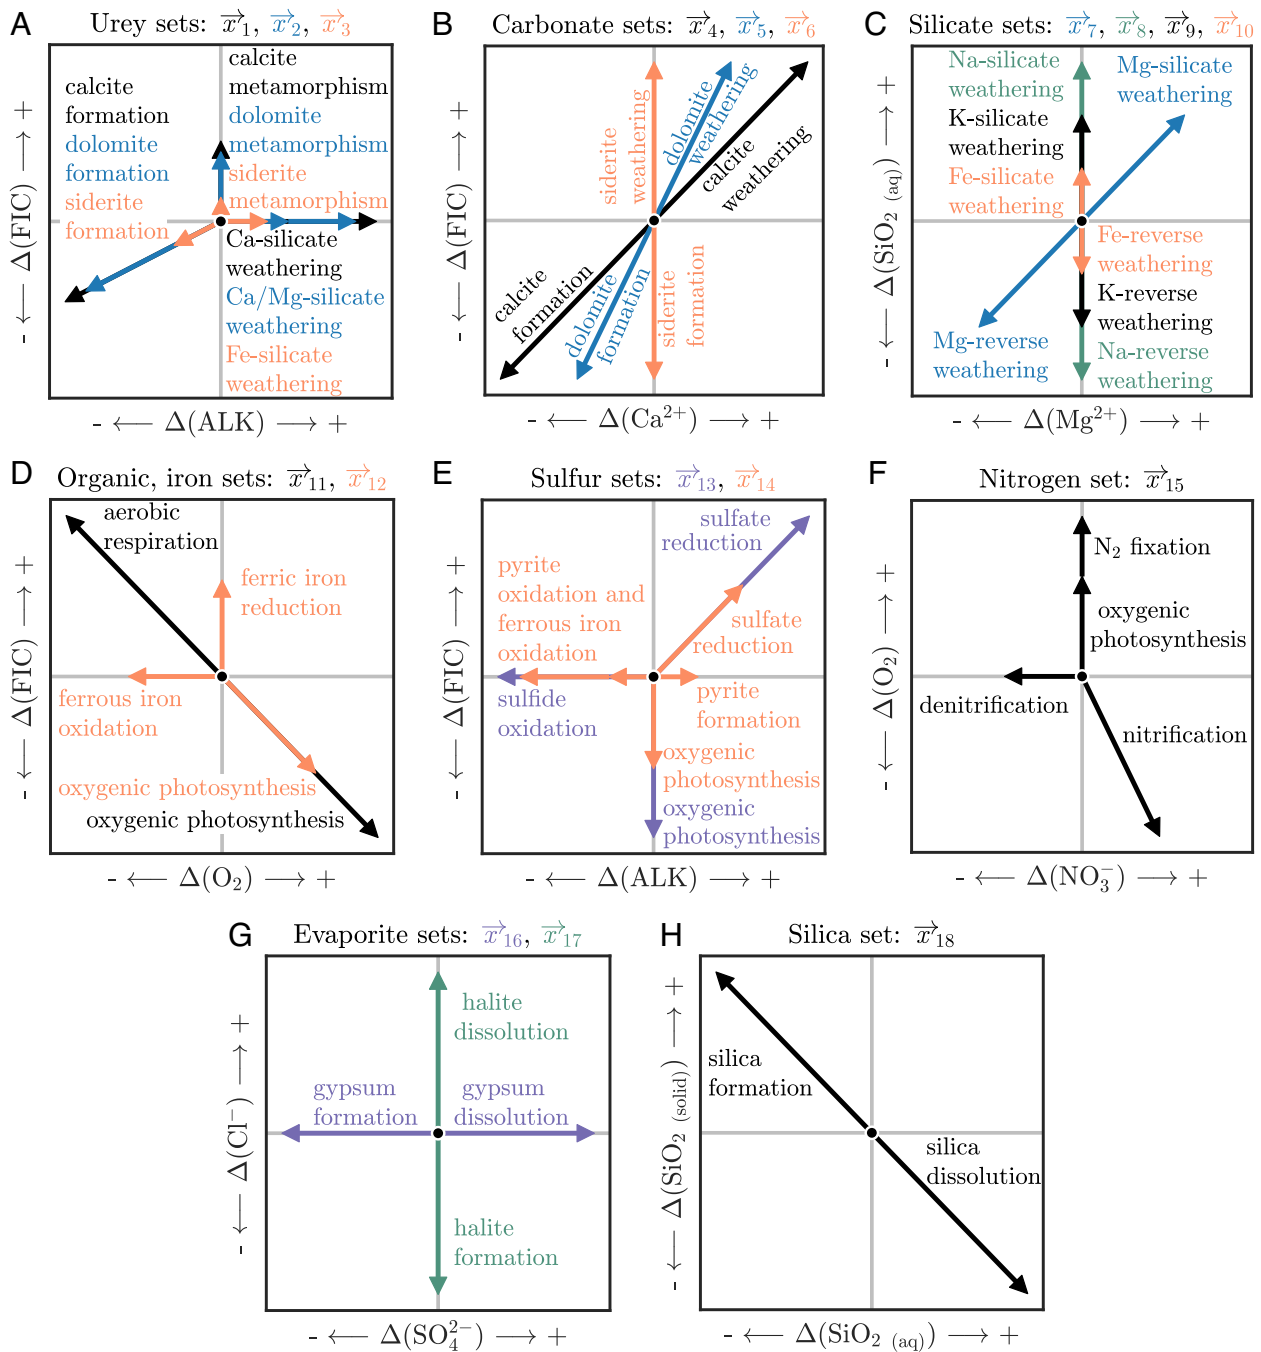 A Urey sets: x⃗1, x⃗2, x⃗3
calcite
formation
dolomite
formation
siderite
formation
calcite
metamorphism
dolomite
metamorphism
siderite
metamorphism
Ca-silicate
weathering
Ca/Mg-silicate
weathering
Fe-silicate
weathering
- ⟵ Δ(FIC) ⟶ +
- ⟵ Δ(ALK) ⟶ +
B Carbonate sets: x⃗4, x⃗5, x⃗6
siderite
weathering
dolomite
weathering
calcite
weathering
calcite
formation
dolomite
formation
siderite
formation
- ⟵ Δ(FIC) ⟶ +
- ⟵ Δ(Ca²⁺) ⟶ +
C Silicate sets: x⃗7, x⃗8, x⃗9, x⃗10
Na-silicate
weathering
K-silicate
weathering
Fe-silicate
weathering
Mg-silicate
weathering
Fe-reverse
weathering
K-reverse
weathering
Na-reverse
weathering
Mg-reverse
weathering
- ⟵ Δ(SiO₂ (aq)) ⟶ +
- ⟵ Δ(Mg²⁺) ⟶ +
D Organic, iron sets: x⃗11, x⃗12
aerobic
respiration
ferric iron
reduction
ferrous iron
oxidation
oxygenic photosynthesis
oxygenic photosynthesis
- ⟵ Δ(FIC) ⟶ +
- ⟵ Δ(O₂) ⟶ +
E Sulfur sets: x⃗13, x⃗14
sulfate
reduction
pyrite
oxidation and
ferrous iron
oxidation
sulfate
reduction
sulfide
oxidation
pyrite
formation
oxygenic
photosynthesis
oxygenic
photosynthesis
- ⟵ Δ(FIC) ⟶ +
- ⟵ Δ(ALK) ⟶ +
F Nitrogen set: x⃗15
N₂ fixation
oxygenic
photosynthesis
denitrification
nitrification
- ⟵ Δ(O₂) ⟶ +
- ⟵ Δ(NO₃⁻) ⟶ +
G Evaporite sets: x⃗16, x⃗17
halite
dissolution
gypsum
formation
gypsum
dissolution
halite
formation
- ⟵ Δ(Cl⁻) ⟶ +
- ⟵ Δ(SO₄²⁻) ⟶ +
H Silica set: x⃗18
silica
formation
silica
dissolution
- ⟵ Δ(SiO₂ (solid)) ⟶ +
- ⟵ Δ(SiO₂ (aq)) ⟶ +